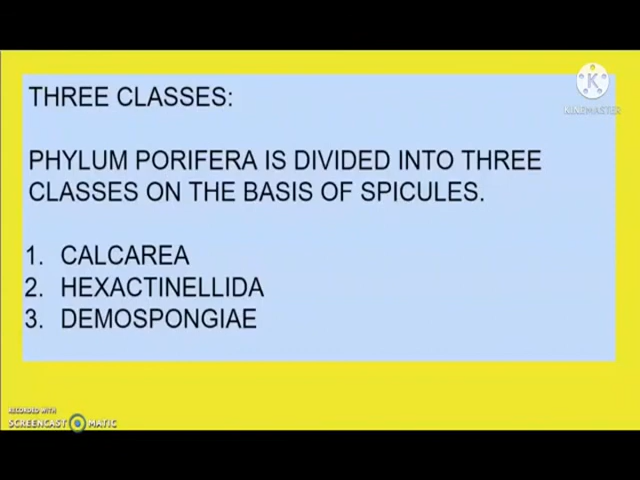 THREE CLASSES:
K
KINEMASTER
PHYLUM PORIFERA IS DIVIDED INTO THREE
CLASSES ON THE BASIS OF SPICULES.
1. CALCAREA
2. HEXACTINELLIDA
3. DEMOSPONGIAE
RECORDED WITH
SCREENCAST MATIC